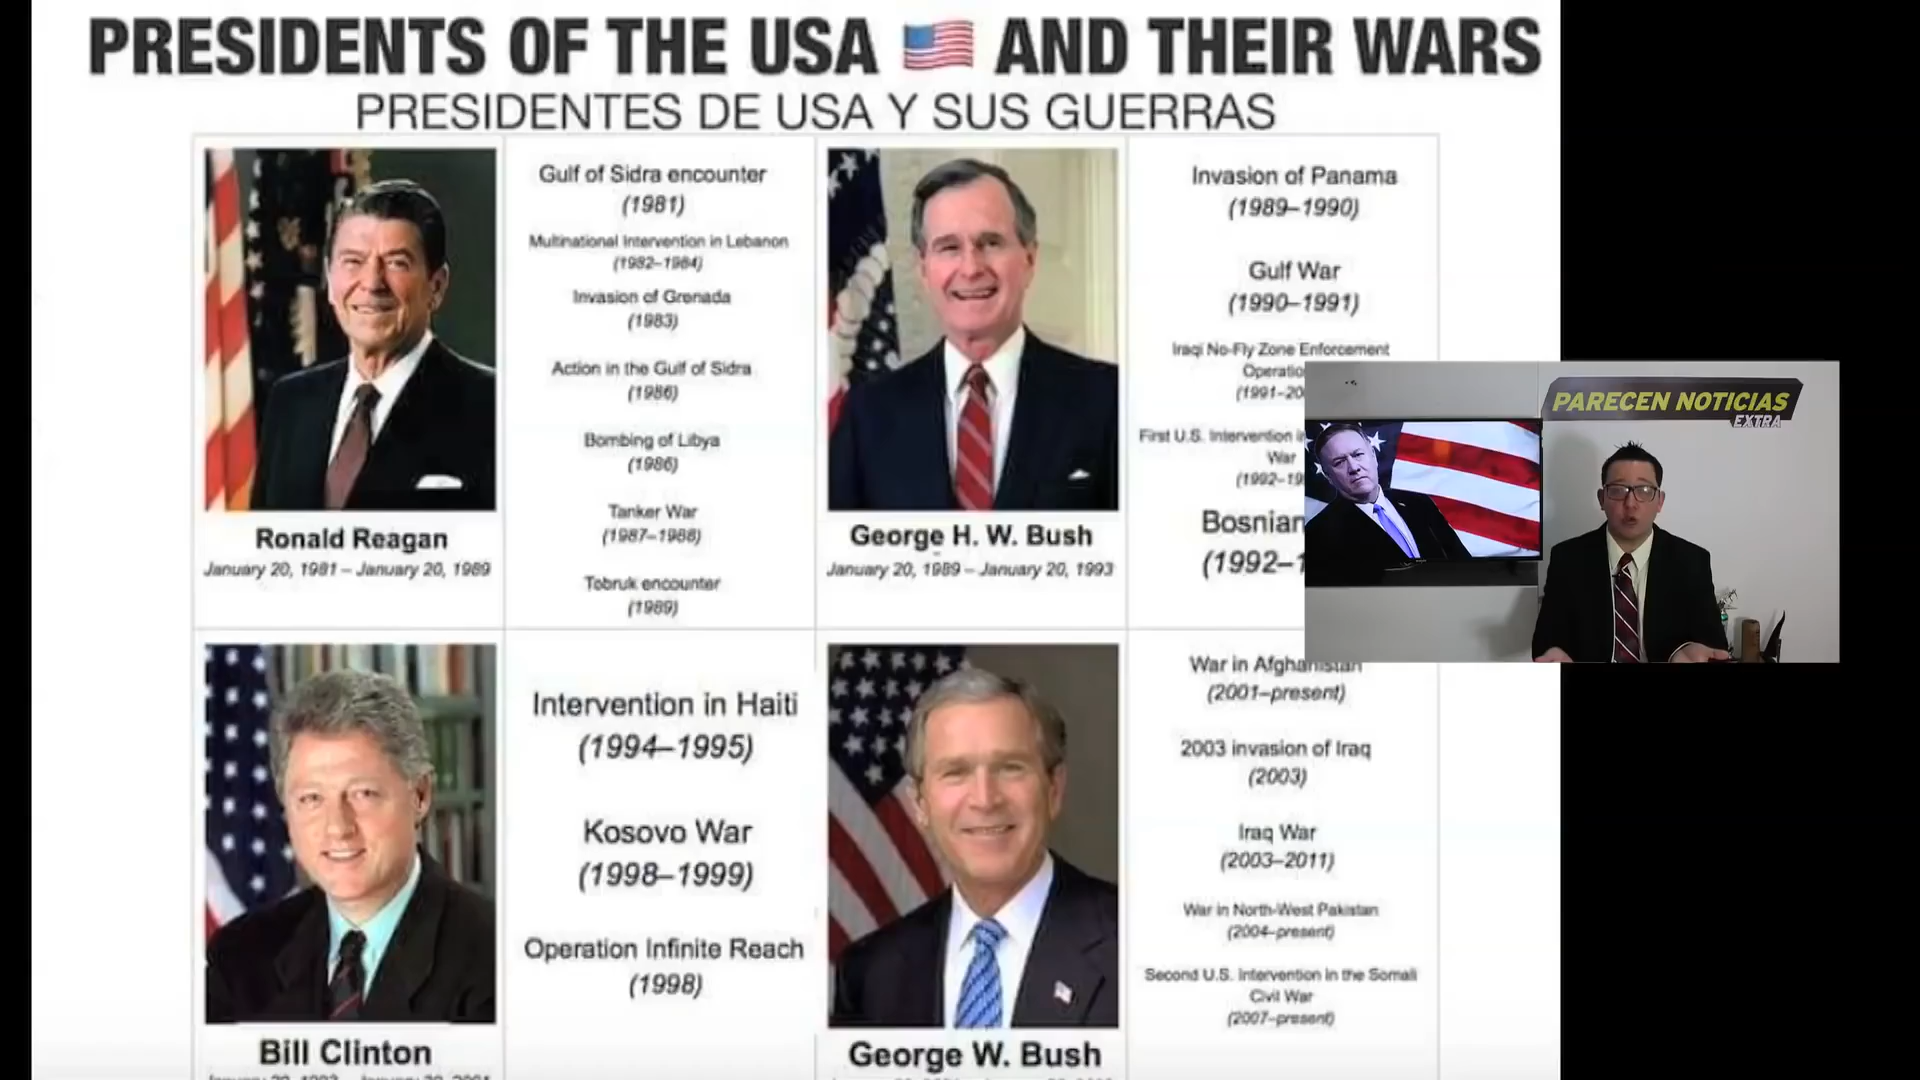 PRESIDENTS OF THE USA AND THEIR WARS
PRESIDENTES DE USA Y SUS GUERRAS
Gulf of Sidra encounter
(1981)
Multinational Intervention in Lebanon
(1982–1984)
Invasion of Grenada
(1983)
Action in the Gulf of Sidra
(1986)
Bombing of Libya
(1986)
Tanker War
(1987–1988)
Tobruk encounter
(1989)
Ronald Reagan
January 20, 1981 – January 20, 1989
Invasion of Panama
(1989–1990)
Gulf War
(1990–1991)
Iraqi No-Fly Zone Enforcement
(1991–20
First U.S. Intervention
War
(1992–19
Bosnian
(1992–1
George H. W. Bush
January 20, 1989 – January 20, 1993
PARECEN NOTICIAS
EXTRA
Intervention in Haiti
(1994–1995)
Kosovo War
(1998–1999)
Operation Infinite Reach
(1998)
Bill Clinton
War in Afghanistan
(2001–present)
2003 invasion of Iraq
(2003)
Iraq War
(2003–2011)
War in North-West Pakistan
(2004–present)
Second U.S. Intervention in the Somali
Civil War
(2007–present)
George W. Bush